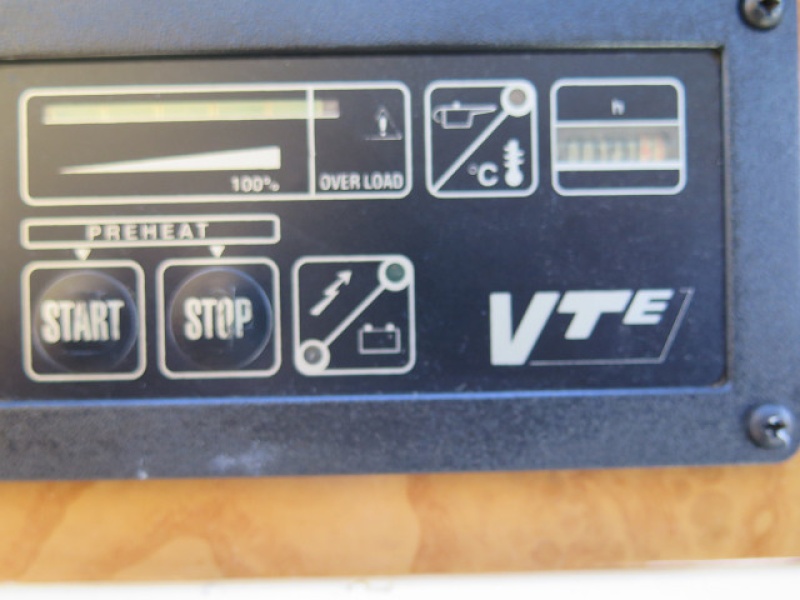 100%
OVER LOAD
°C
h
PREHEAT
START
STOP
VTE